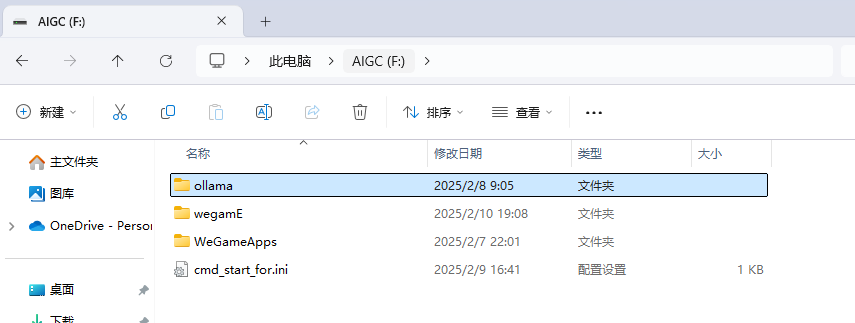 AIGC (F:)
此电脑 AIGC (F:)
新建 排序 查看
名称 修改日期 类型 大小
主文件夹
图库
OneDrive - Perso
桌面
下载
ollama 2025/2/8 9:05 文件夹
wegamE 2025/2/10 19:08 文件夹
WeGameApps 2025/2/7 22:01 文件夹
cmd_start_for.ini 2025/2/9 16:41 配置设置 1 KB